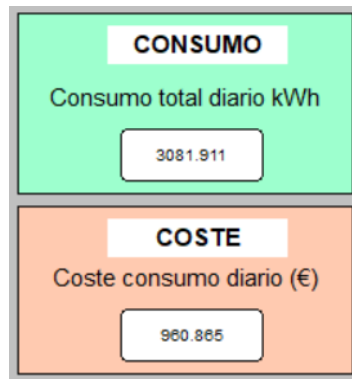 CONSUMO
Consumo total diario kWh
3081.911
COSTE
Coste consumo diario (€)
960.865